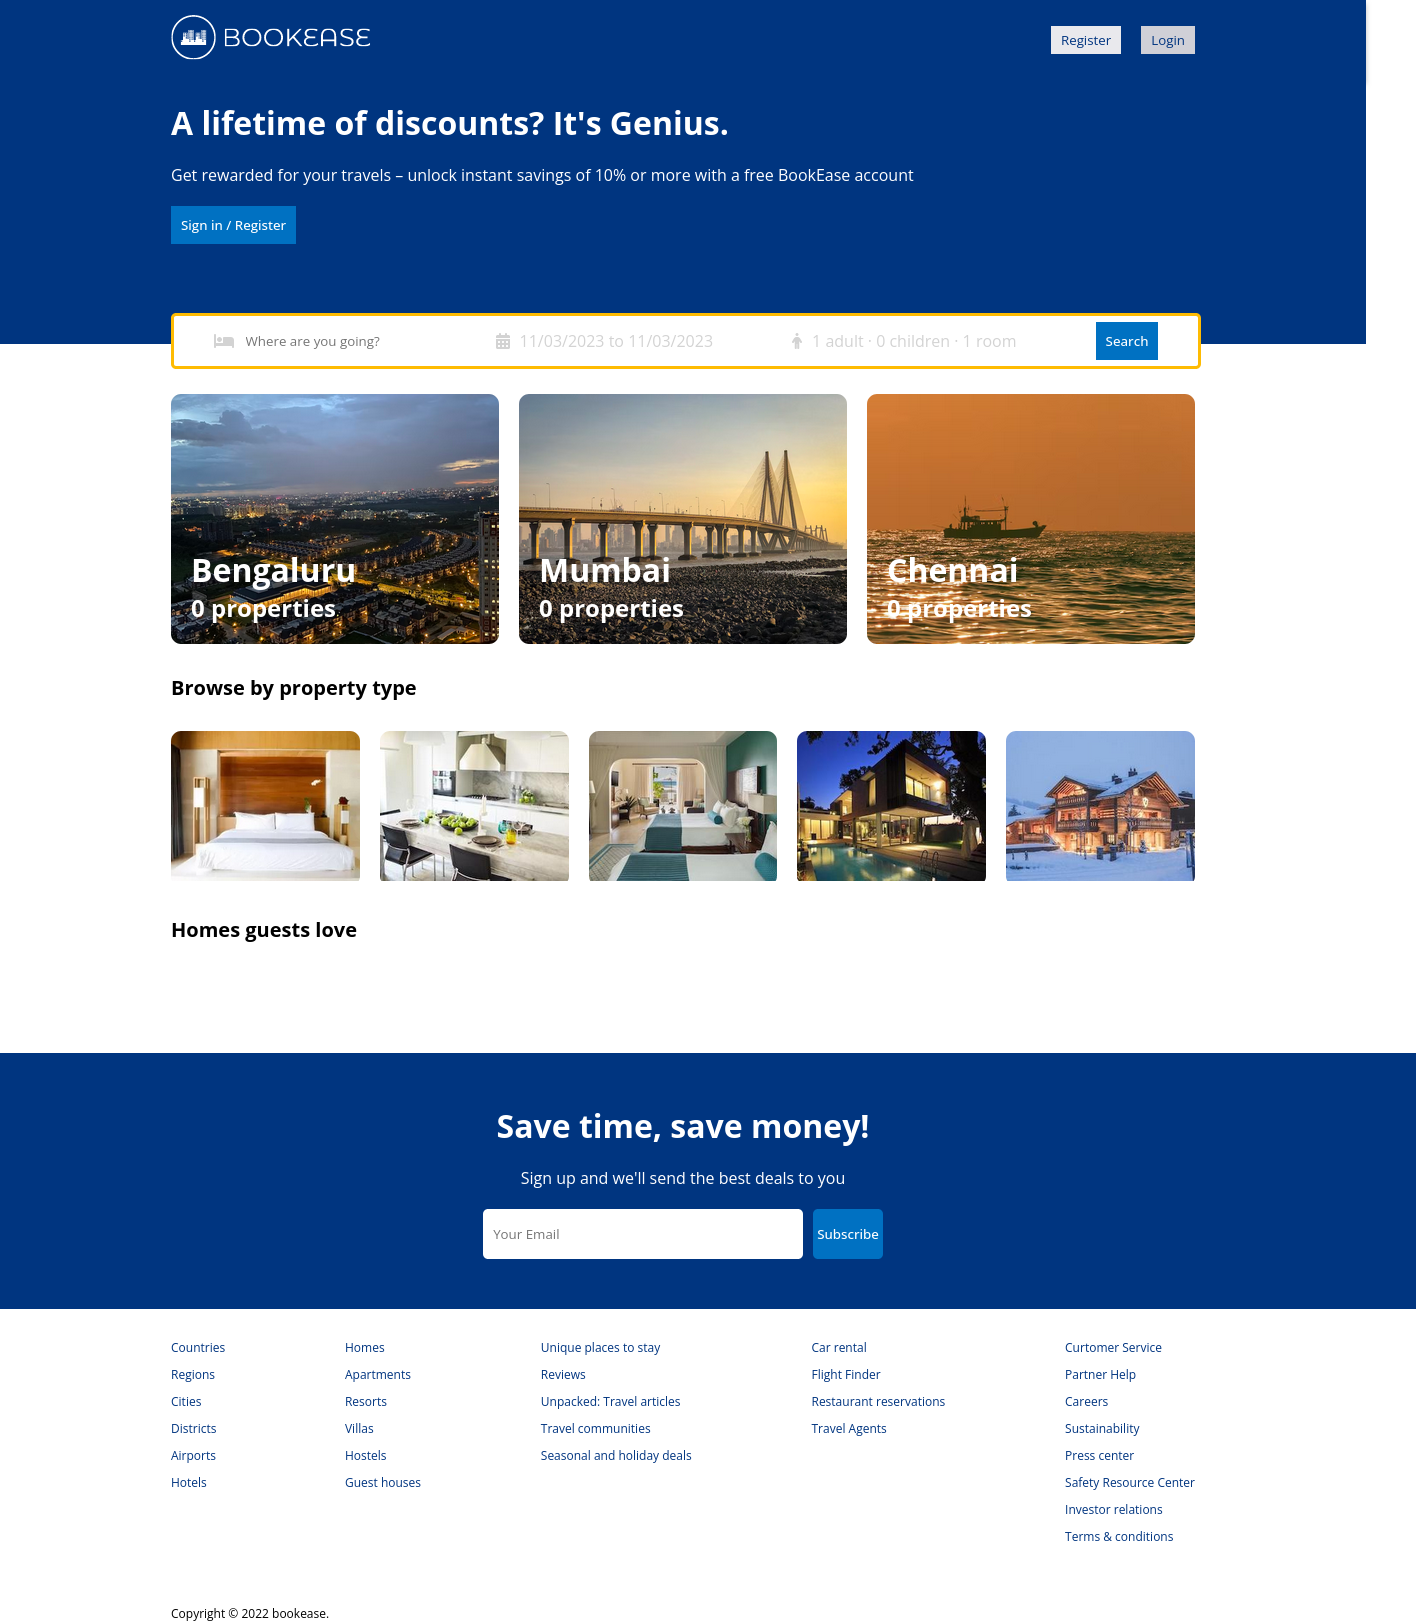 BOOKEASE
Register
Login
A lifetime of discounts? It's Genius.
Get rewarded for your travels – unlock instant savings of 10% or more with a free BookEase account
Sign in / Register
Where are you going?
11/03/2023 to 11/03/2023
1 adult · 0 children · 1 room
Search
Bengaluru
0 properties
Mumbai
0 properties
Chennai
0 properties
Browse by property type
Homes guests love
Save time, save money!
Sign up and we'll send the best deals to you
Your Email
Subscribe
Countries
Regions
Cities
Districts
Airports
Hotels
Homes
Apartments
Resorts
Villas
Hostels
Guest houses
Unique places to stay
Reviews
Unpacked: Travel articles
Travel communities
Seasonal and holiday deals
Car rental
Flight Finder
Restaurant reservations
Travel Agents
Curtomer Service
Partner Help
Careers
Sustainability
Press center
Safety Resource Center
Investor relations
Terms & conditions
Copyright © 2022 bookease.